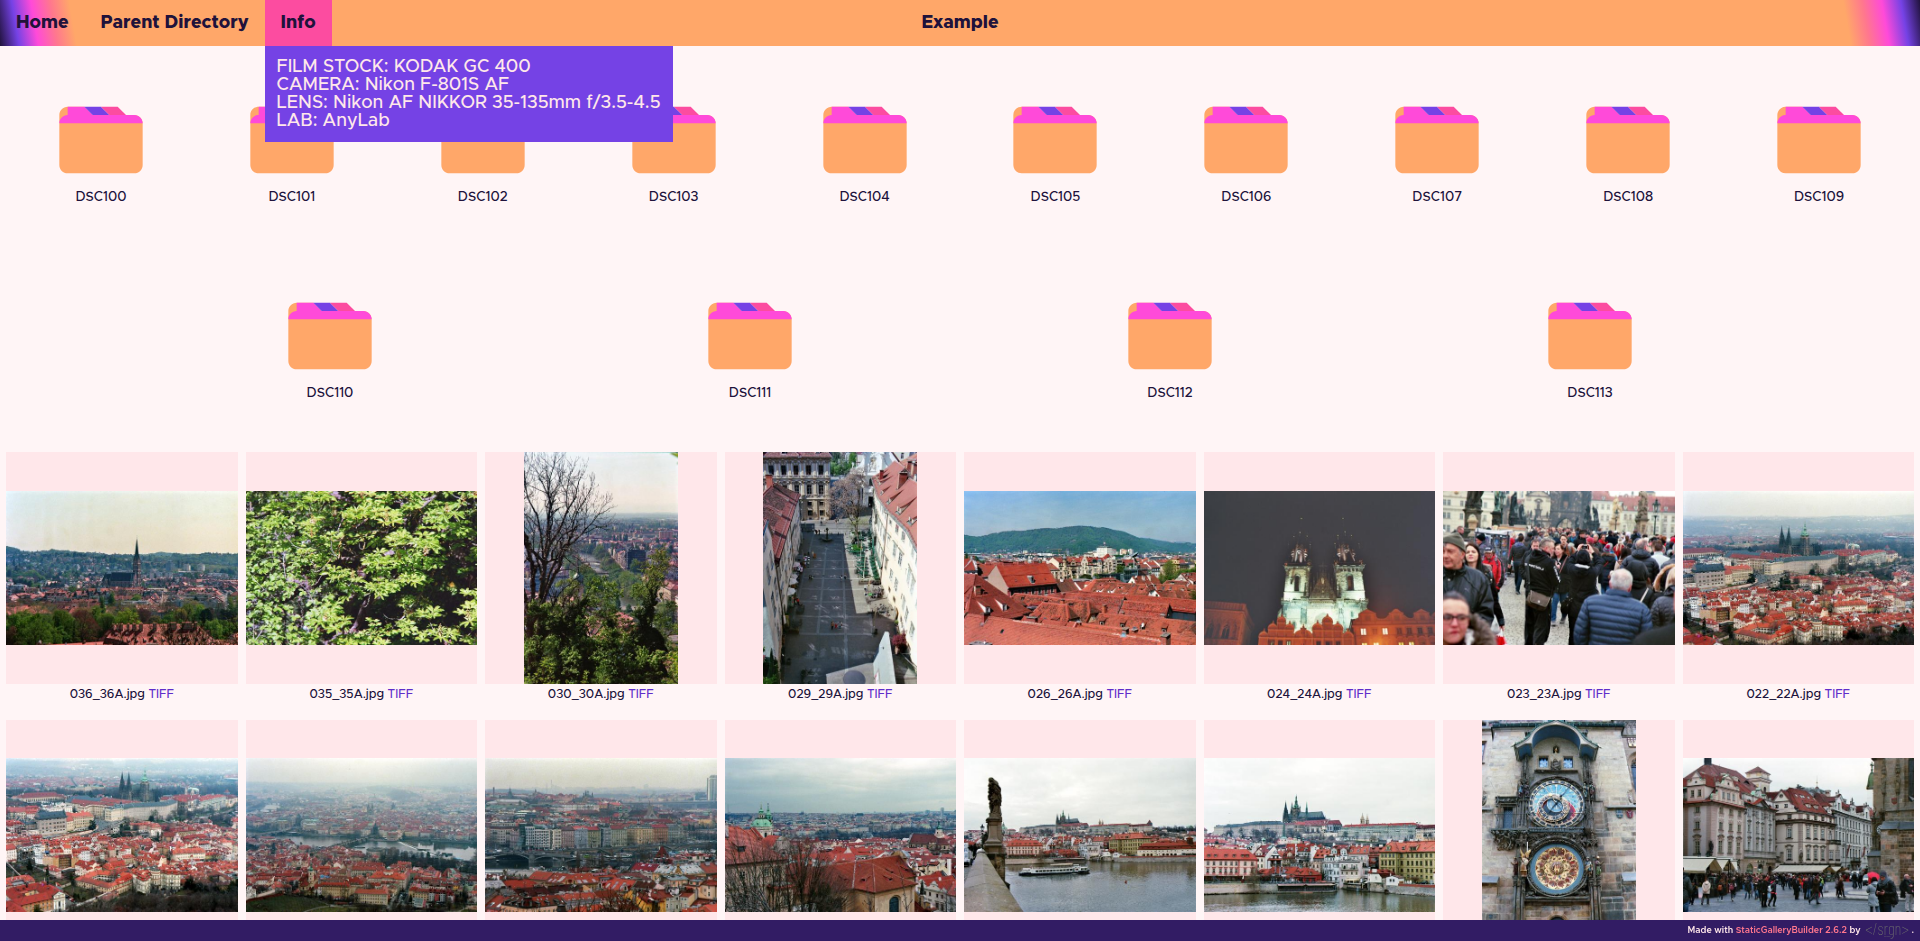 Home Parent Directory Info Example
FILM STOCK: KODAK GC 400
CAMERA: Nikon F-801S AF
LENS: Nikon AF NIKKOR 35-135mm f/3.5-4.5
LAB: AnyLab
DSC100 DSC101 DSC102 DSC103 DSC104 DSC105 DSC106 DSC107 DSC108 DSC109
DSC110 DSC111 DSC112 DSC113
036_36A.jpg TIFF 035_35A.jpg TIFF 030_30A.jpg TIFF 029_29A.jpg TIFF 026_26A.jpg TIFF 024_24A.jpg TIFF 023_23A.jpg TIFF 022_22A.jpg TIFF
Made with StaticGalleryBuilder 2.6.2 by </srgn> .